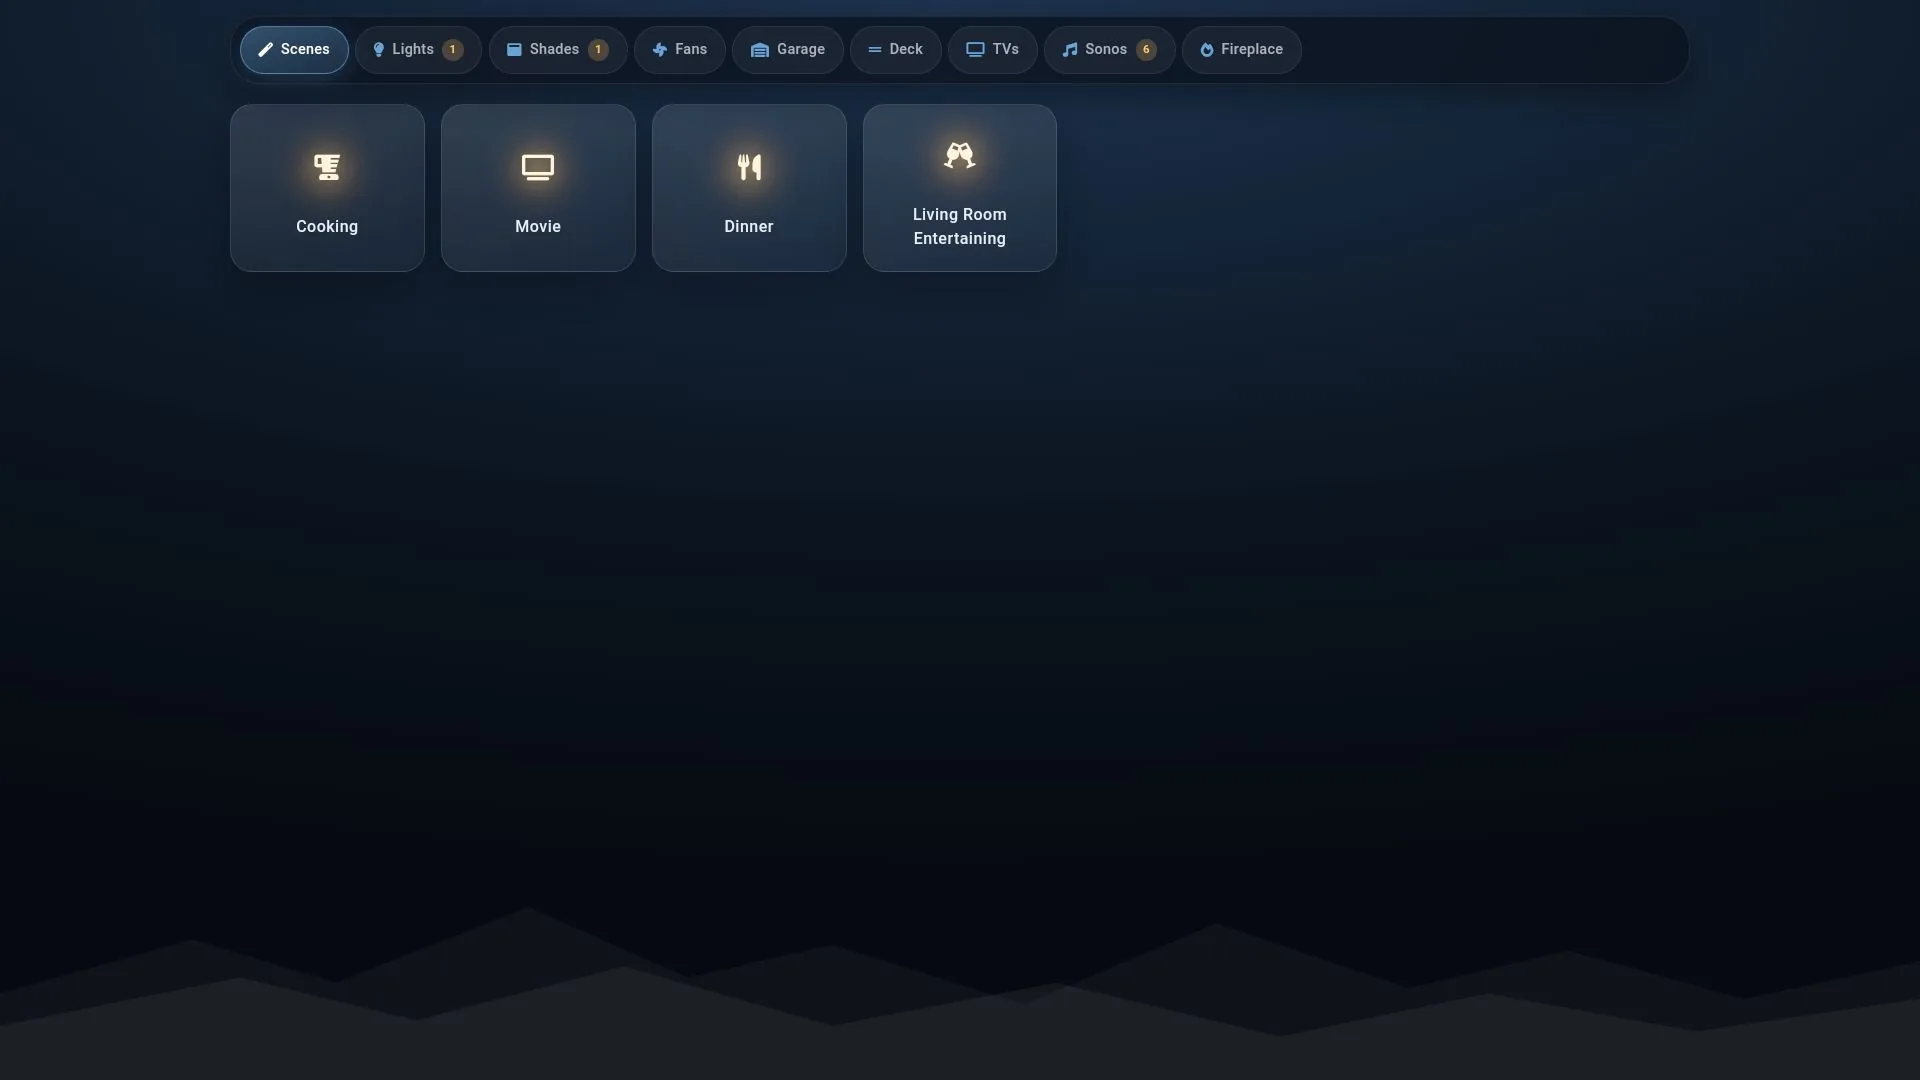 Scenes
Lights 1
Shades 1
Fans
Garage
Deck
TVs
Sonos 6
Fireplace
Cooking
Movie
Dinner
Living Room
Entertaining